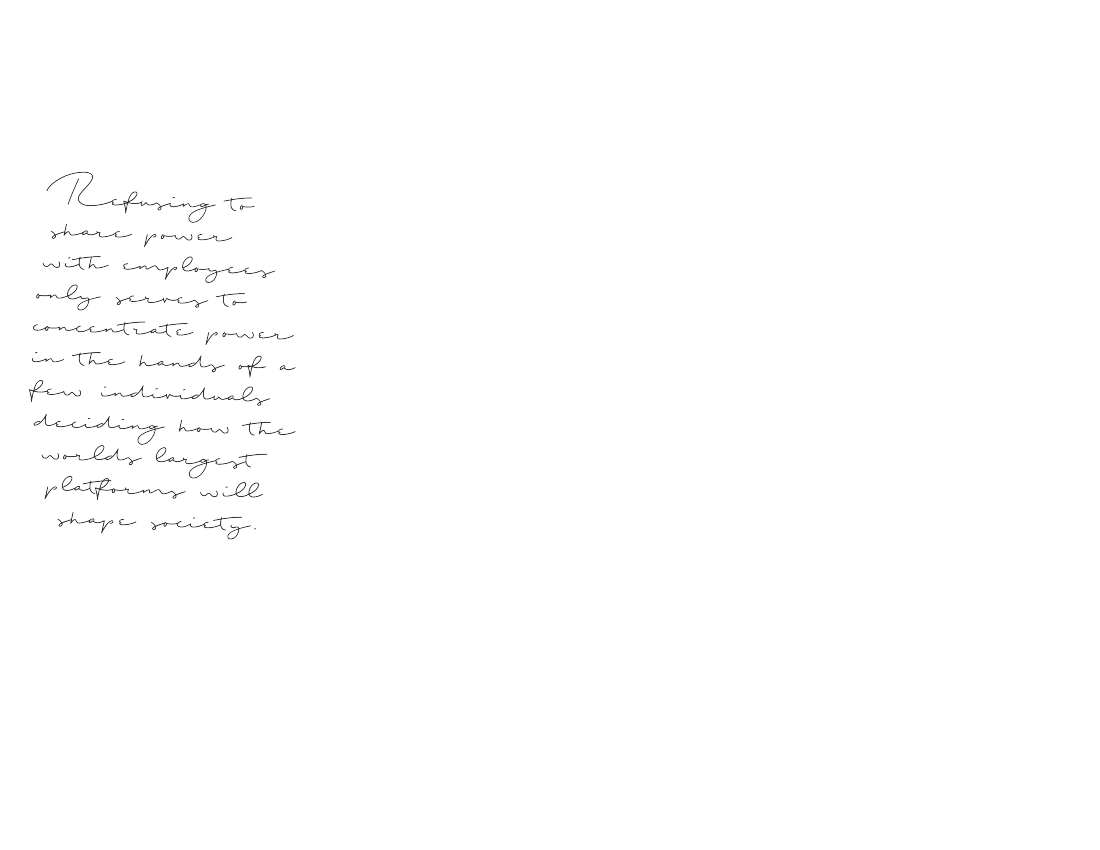 Refusing to
share power
with employees
only serves to
concentrate power
in the hands of a
few individuals
deciding how the
worlds largest
platforms will
shape society.